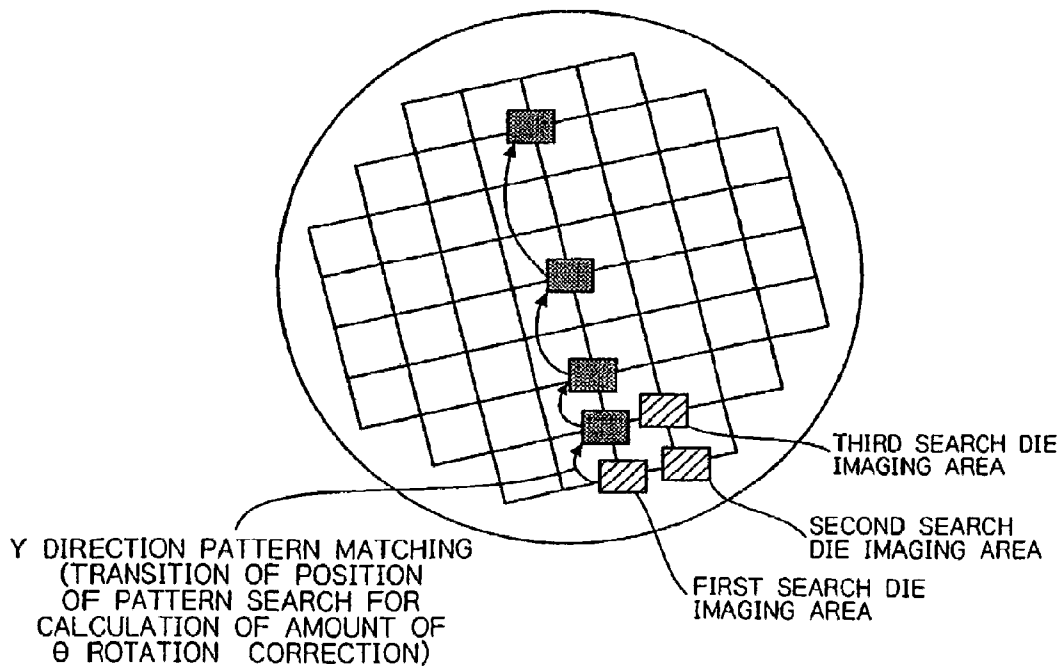 THIRD SEARCH DIE
IMAGING AREA
SECOND SEARCH
DIE IMAGING AREA
FIRST SEARCH DIE
IMAGING AREA
Y DIRECTION PATTERN MATCHING
(TRANSITION OF POSITION
OF PATTERN SEARCH FOR
CALCULATION OF AMOUNT OF
θ ROTATION CORRECTION)